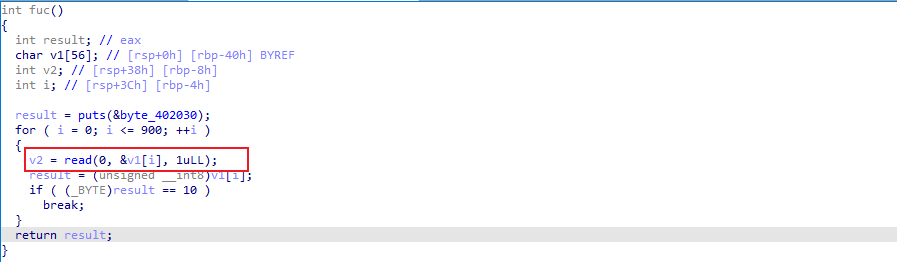 int fuc()
{
  int result; // eax
  char v1[56]; // [rsp+0h] [rbp-40h] BYREF
  int v2; // [rsp+38h] [rbp-8h]
  int i; // [rsp+3Ch] [rbp-4h]

  result = puts(&byte_402030);
  for ( i = 0; i <= 900; ++i )
  {
    v2 = read(0, &v1[i], 1uLL);
    result = (unsigned __int8)v1[i];
    if ( (_BYTE)result == 10 )
      break;
  }
  return result;
}